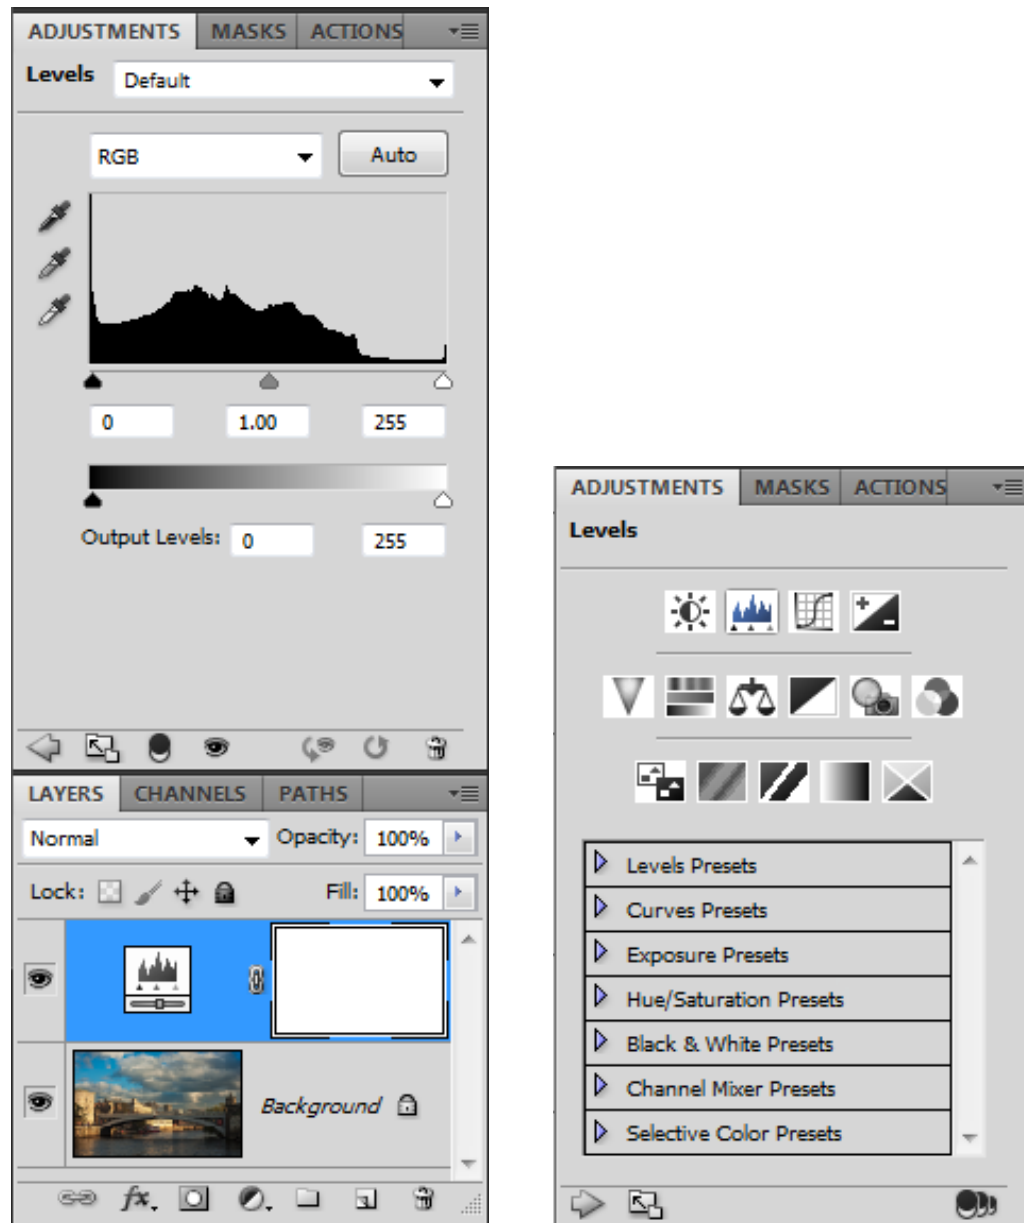 ADJUSTMENTS MASKS ACTIONS
Levels Default
RGB Auto
0 1.00 255
Output Levels: 0 255
LAYERS CHANNELS PATHS
Normal Opacity: 100%
Lock: Fill: 100%
Background
fx.
ADJUSTMENTS MASKS ACTIONS
Levels
Levels Presets
Curves Presets
Exposure Presets
Hue/Saturation Presets
Black & White Presets
Channel Mixer Presets
Selective Color Presets